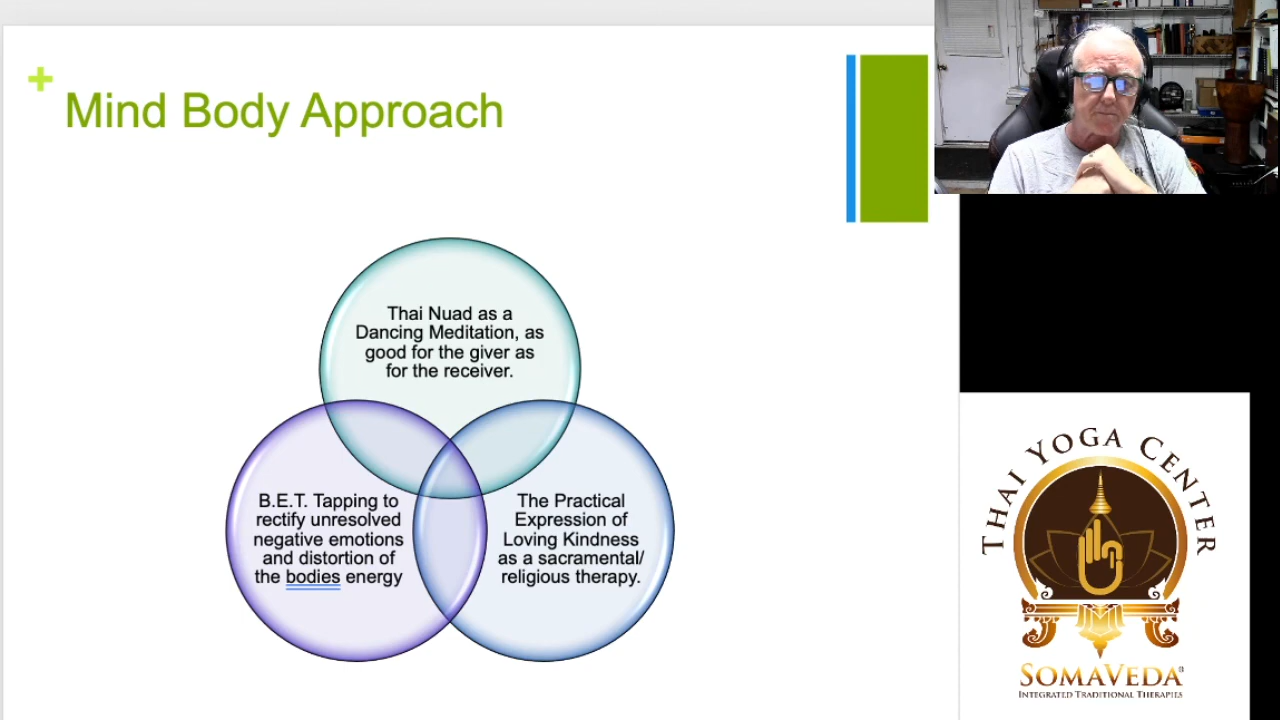 +
Mind Body Approach
Thai Nuad as a
Dancing Meditation, as
good for the giver as
for the receiver.
B.E.T. Tapping to
rectify unresolved
negative emotions
and distortion of
the bodies energy
The Practical
Expression of
Loving Kindness
as a sacramental/
religious therapy.
THAI YOGA CENTER
SOMAVEDA®
INTEGRATED TRADITIONAL THERAPIES